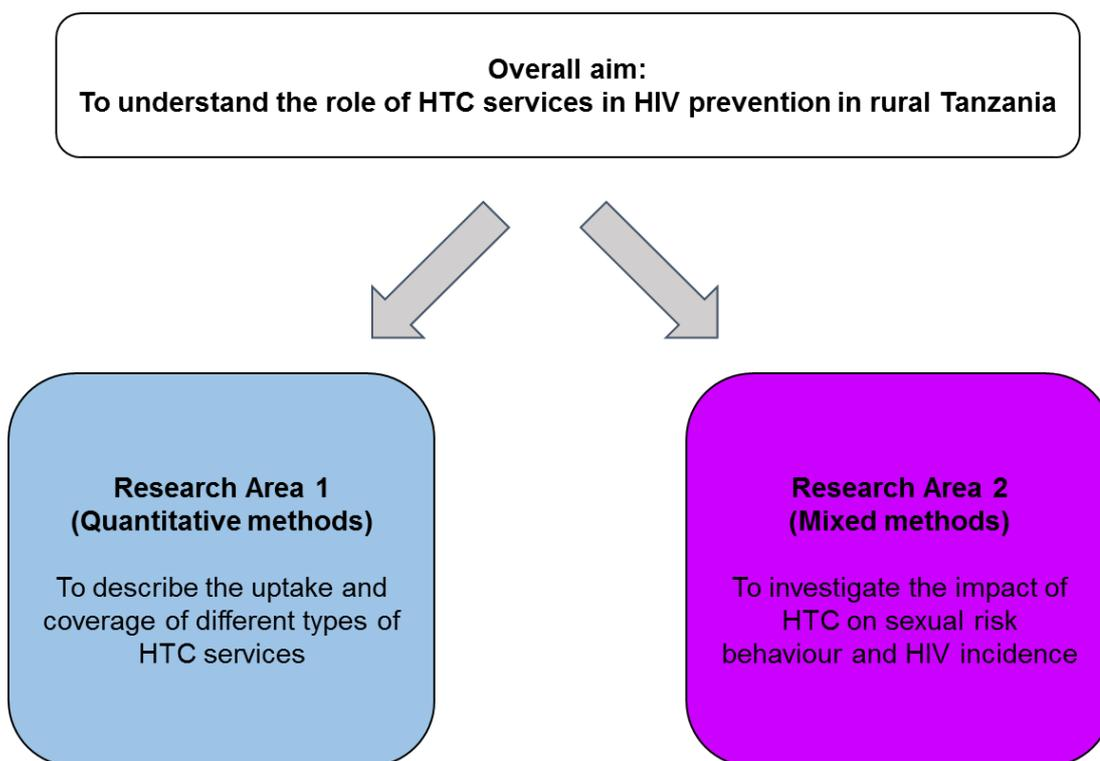 Overall aim:
To understand the role of HTC services in HIV prevention in rural Tanzania
Research Area 1
(Quantitative methods)
To describe the uptake and
coverage of different types of
HTC services
Research Area 2
(Mixed methods)
To investigate the impact of
HTC on sexual risk
behaviour and HIV incidence